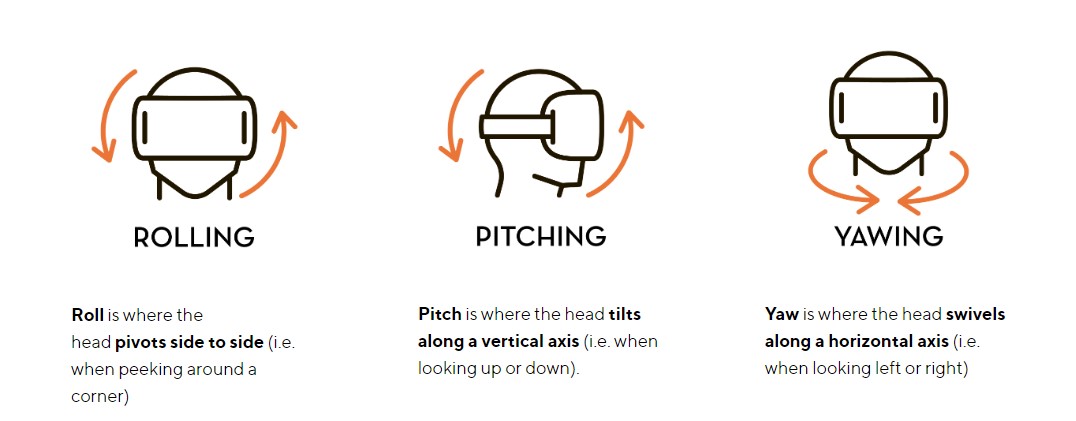 ROLLING
Roll is where the
head pivots side to side (i.e.
when peeking around a
corner)
PITCHING
Pitch is where the head tilts
along a vertical axis (i.e. when
looking up or down).
YAWING
Yaw is where the head swivels
along a horizontal axis (i.e.
when looking left or right)